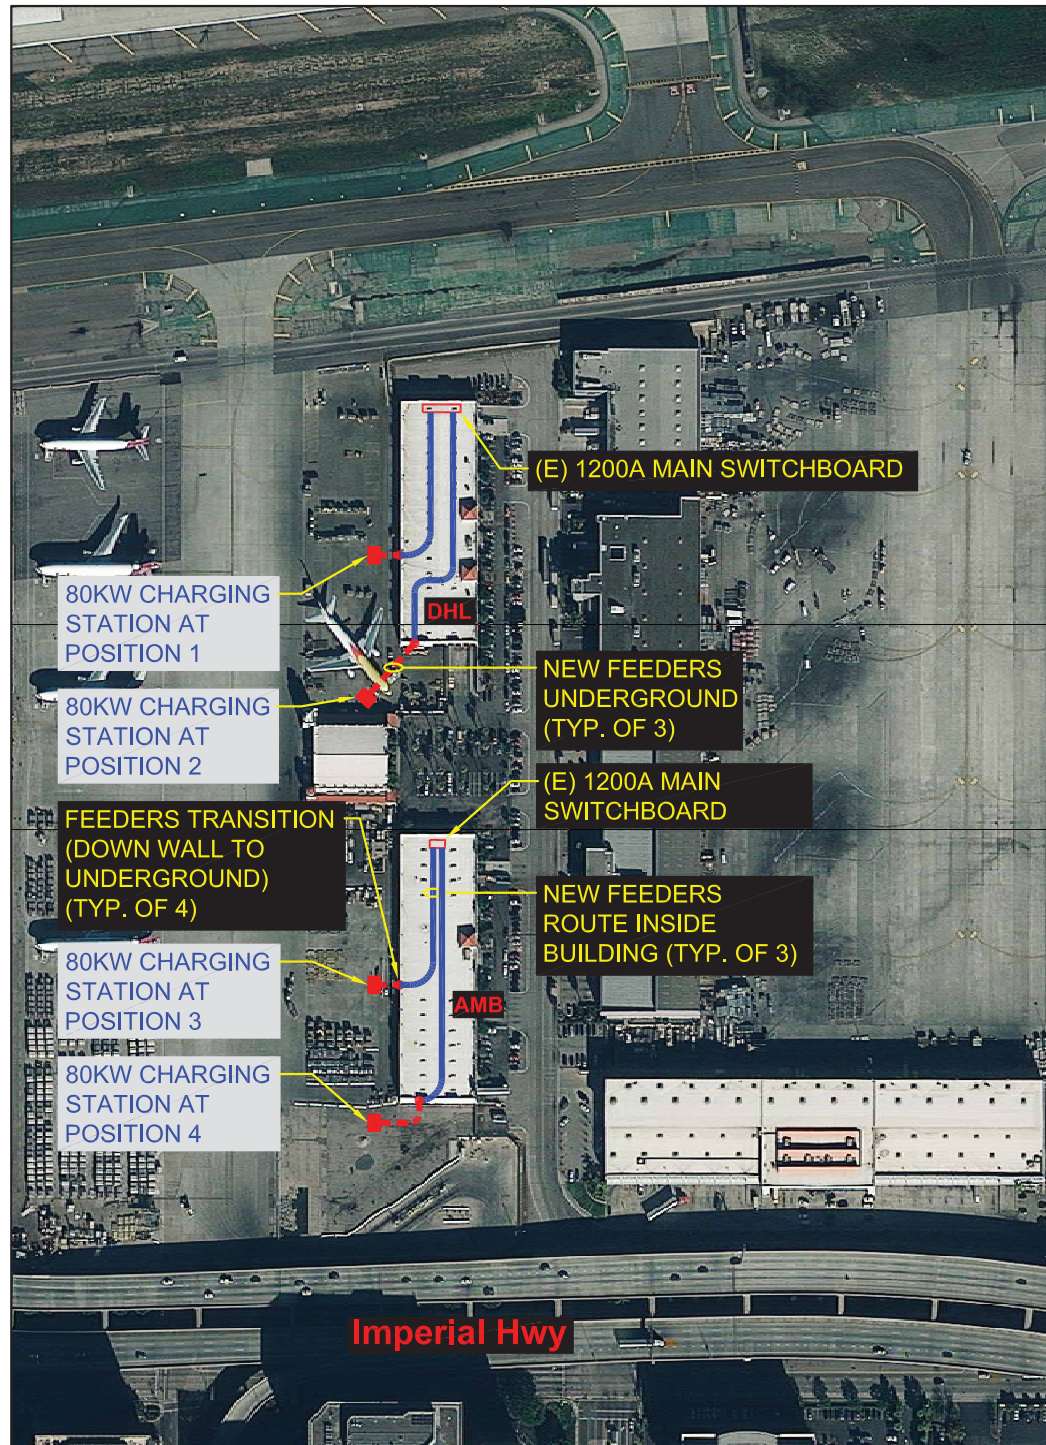 (E) 1200A MAIN SWITCHBOARD
80KW CHARGING
STATION AT
POSITION 1
DHL
NEW FEEDERS
UNDERGROUND
(TYP. OF 3)
80KW CHARGING
STATION AT
POSITION 2
(E) 1200A MAIN
SWITCHBOARD
FEEDERS TRANSITION
(DOWN WALL TO
UNDERGROUND)
(TYP. OF 4)
NEW FEEDERS
ROUTE INSIDE
BUILDING (TYP. OF 3)
80KW CHARGING
STATION AT
POSITION 3
AMB
80KW CHARGING
STATION AT
POSITION 4
Imperial Hwy